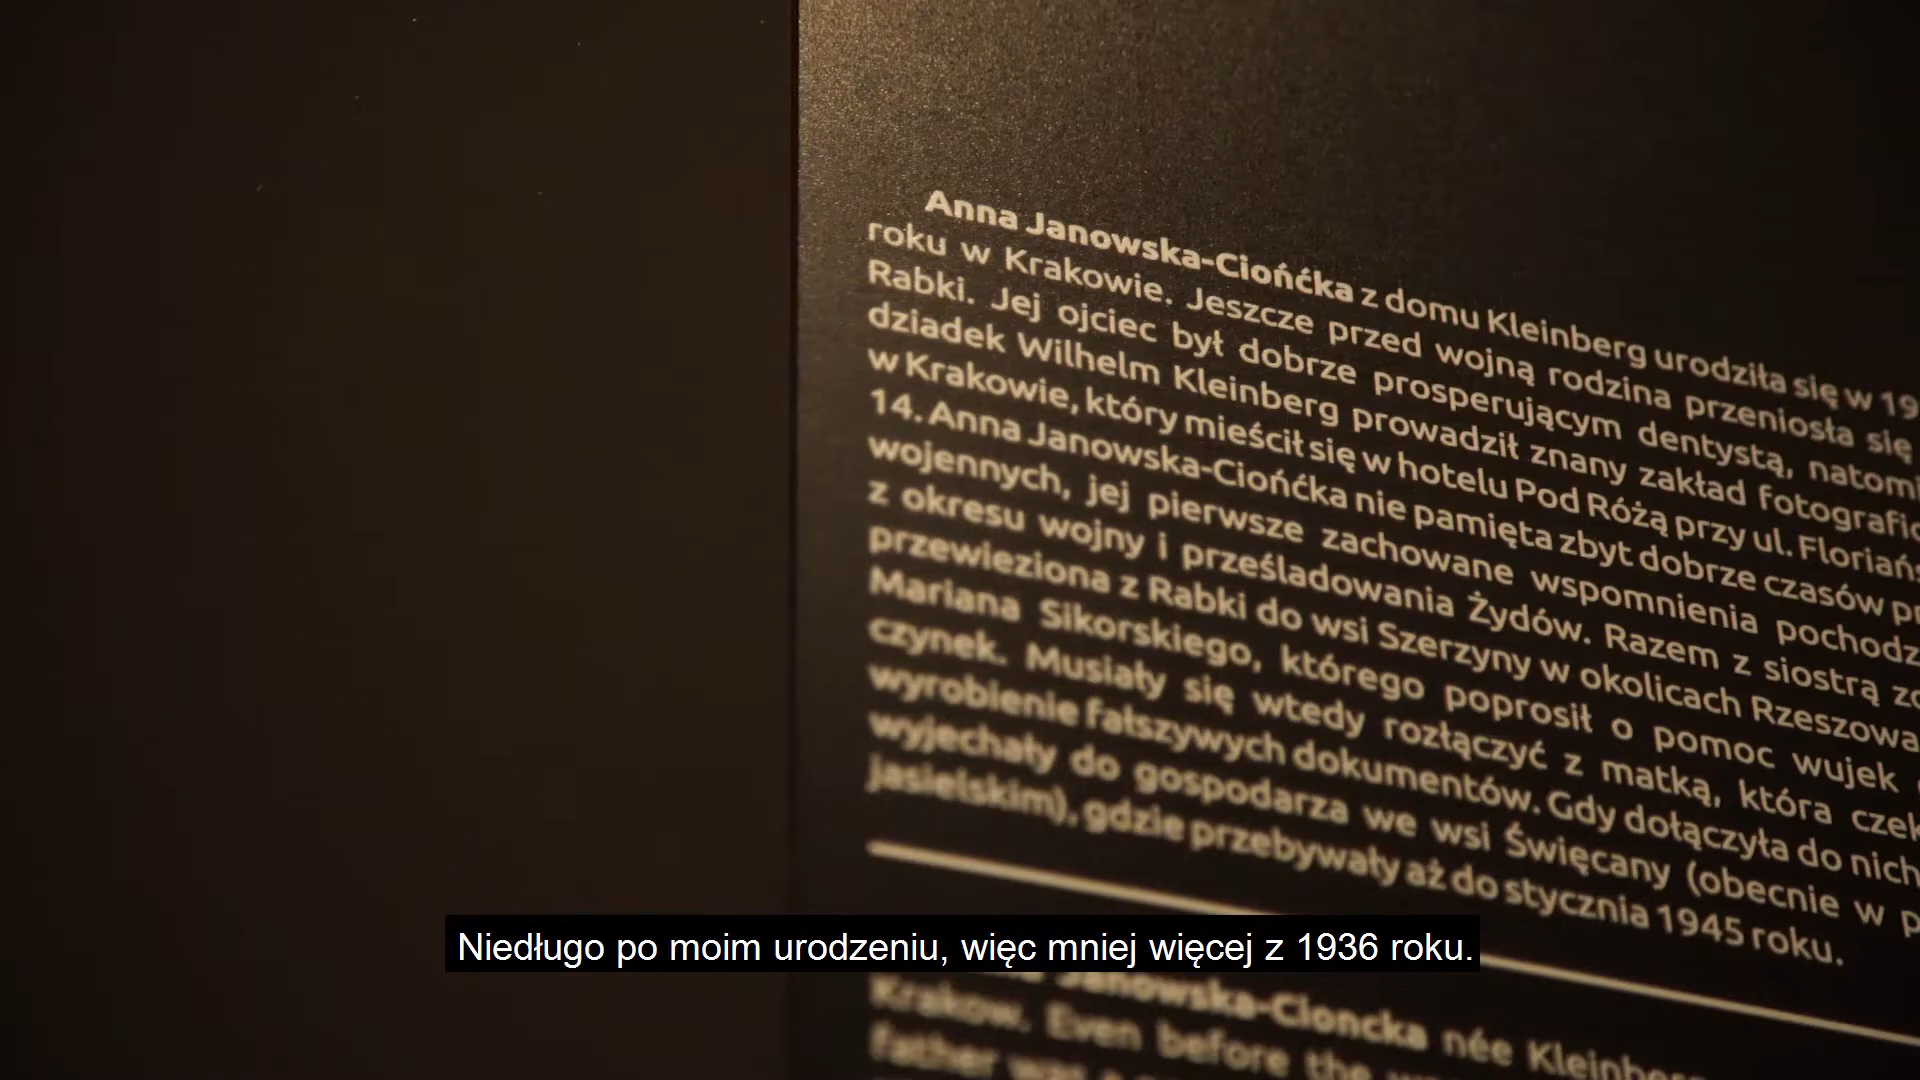 Anna Janowska-Ciońćka z domu Kleinberg urodziła się w 19
roku w Krakowie. Jeszcze przed wojną rodzina przeniosła się
Rabki. Jej ojciec był dobrze prosperującym dentystą, natomi
dziadek Wilhelm Kleinberg prowadził znany zakład fotografic
w Krakowie, który mieścił się w hotelu Pod Różą przy ul. Floriańs
14. Anna Janowska-Ciońćka nie pamięta zbyt dobrze czasów pr
wojennych, jej pierwsze zachowane wspomnienia pochodz
z okresu wojny i prześladowania Żydów. Razem z siostrą zo
przewieziona z Rabki do wsi Szerzyny w okolicach Rzeszowa
Mariana Sikorskiego, którego poprosił o pomoc wujek
czynek. Musiały się wtedy rozłączyć z matką, która czek
wyrobienie fałszywych dokumentów. Gdy dołączyła do nich
wyjechały do gospodarza we wsi Święcany (obecnie w p
jasielskim), gdzie przebywały aż do stycznia 1945 roku.
Niedługo po moim urodzeniu, więc mniej więcej z 1936 roku.
Janowska-Cioncka née Kleinberg
Krakow. Even before the
father was